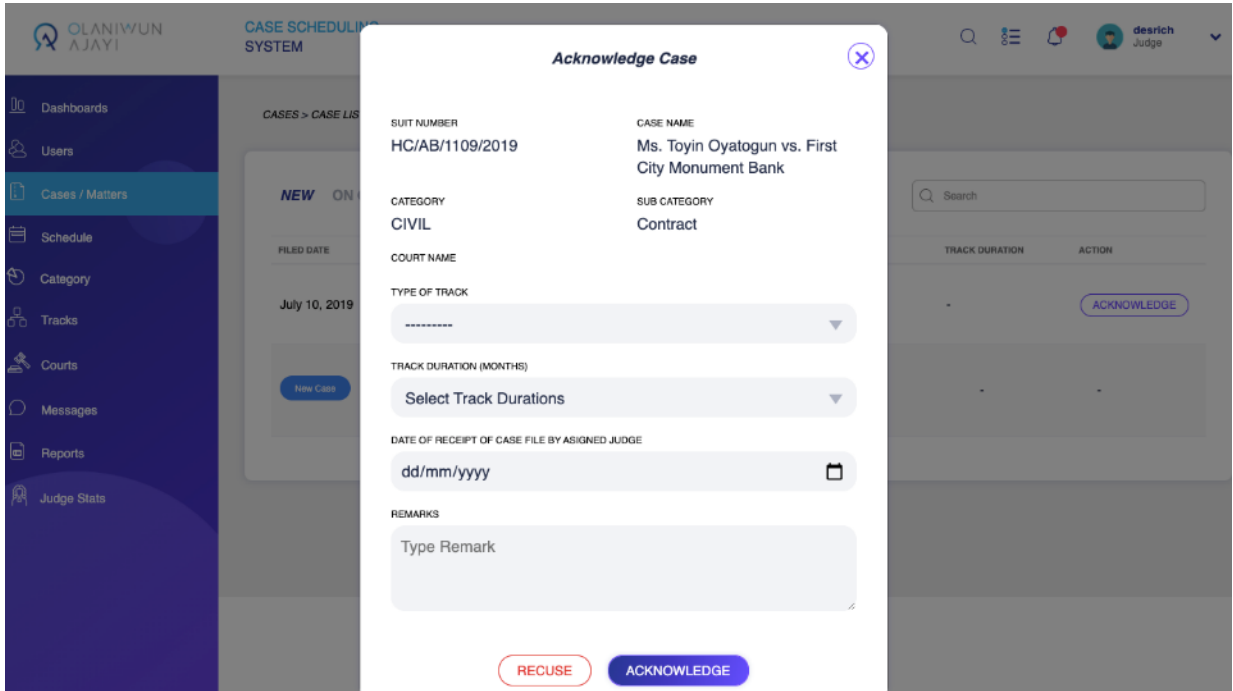 OLANIWUN
AJAYI
CASE SCHEDULING
SYSTEM
desrich
Judge
Dashboards
Users
Cases / Matters
Schedule
Category
Tracks
Courts
Messages
Reports
Judge Stats
CASES > CASE LIS
NEW ON
Search
FILED DATE
TRACK DURATION
ACTION
July 10, 2019
-
ACKNOWLEDGE
New Case
-
-
Acknowledge Case
SUIT NUMBER
HC/AB/1109/2019
CASE NAME
Ms. Toyin Oyatogun vs. First
City Monument Bank
CATEGORY
CIVIL
SUB CATEGORY
Contract
COURT NAME
TYPE OF TRACK
---------
TRACK DURATION (MONTHS)
Select Track Durations
DATE OF RECEIPT OF CASE FILE BY ASIGNED JUDGE
dd/mm/yyyy
REMARKS
Type Remark
RECUSE
ACKNOWLEDGE